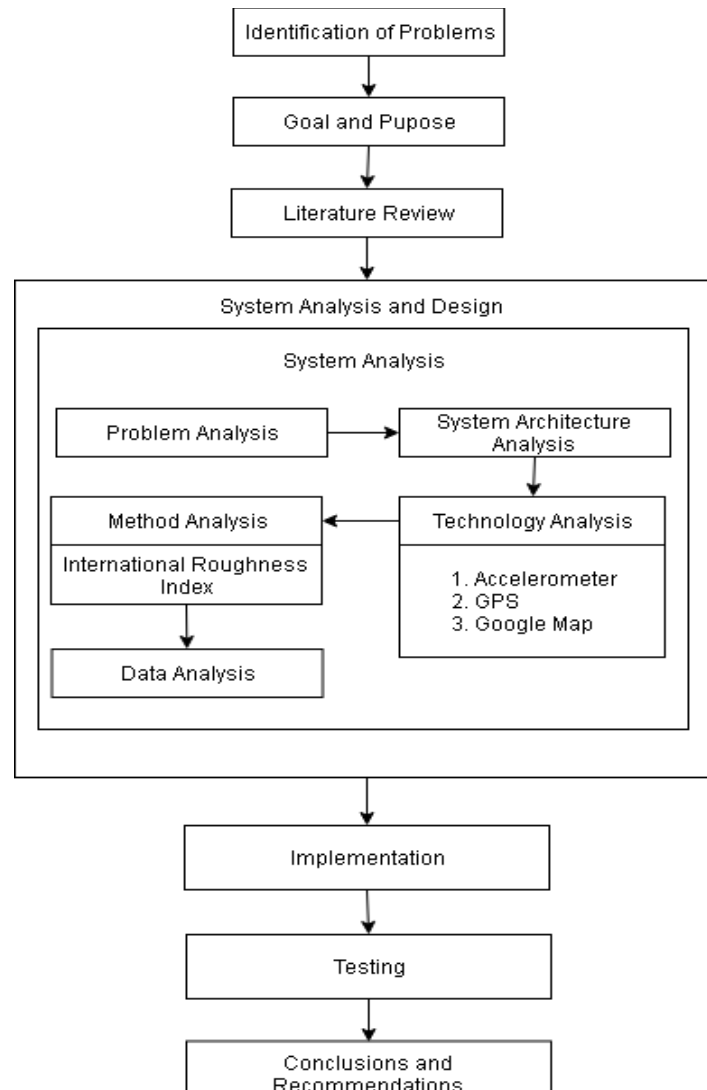 Identification of Problems
Goal and Pupose
Literature Review
System Analysis and Design
System Analysis
Problem Analysis
System Architecture
Analysis
Method Analysis
International Roughness
Index
Technology Analysis
1. Accelerometer
2. GPS
3. Google Map
Data Analysis
Implementation
Testing
Conclusions and
Recommendations